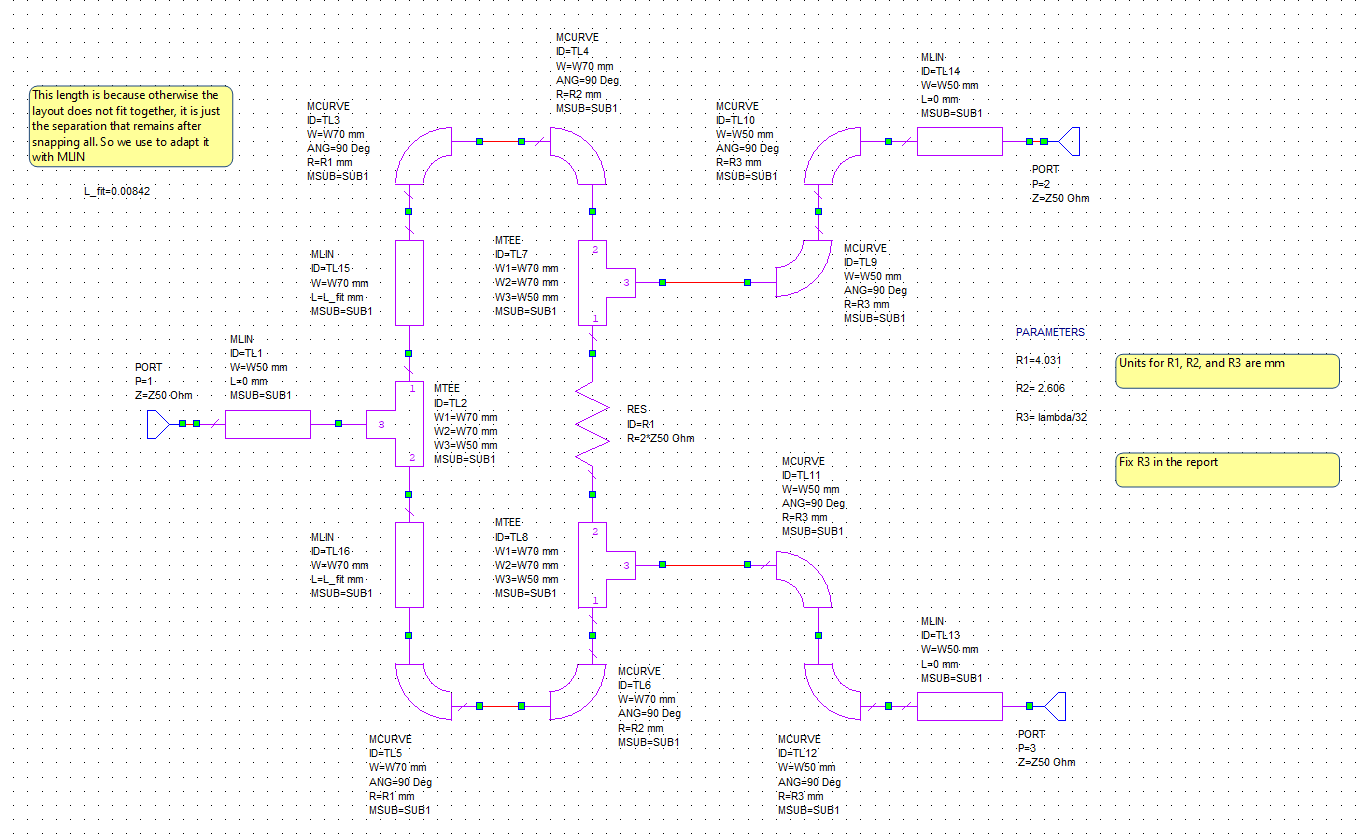 MCURVE
ID=TL4
W=W70 mm
ANG=90 Deg
R=R2 mm
MSUB=SUB1
This length is because otherwise the
layout does not fit together, it is just
the separation that remains after
snapping all. So we use to adapt it
with MLIN
L_fit=0.00842
MCURVE
ID=TL3
W=W70 mm
ANG=90 Deg
R=R1 mm
MSUB=SUB1
MCURVE
ID=TL10
W=W50 mm
ANG=90 Deg
R=R3 mm
MSUB=SUB1
MLIN
ID=TL14
W=W50 mm
L=0 mm
MSUB=SUB1
PORT
P=2
Z=Z50 Ohm
MLIN
ID=TL15
W=W70 mm
L=L_fit mm
MSUB=SUB1
MTEE
ID=TL7
W1=W70 mm
W2=W70 mm
W3=W50 mm
MSUB=SUB1
2
3
1
MCURVE
ID=TL9
W=W50 mm
ANG=90 Deg
R=R3 mm
MSUB=SUB1
PORT
P=1
Z=Z50 Ohm
MLIN
ID=TL1
W=W50 mm
L=0 mm
MSUB=SUB1
1
3
2
MTEE
ID=TL2
W1=W70 mm
W2=W70 mm
W3=W50 mm
MSUB=SUB1
RES
ID=R1
R=2*Z50 Ohm
PARAMETERS
R1=4.031
R2= 2.606
R3= lambda/32
Units for R1, R2, and R3 are mm
Fix R3 in the report
MLIN
ID=TL16
W=W70 mm
L=L_fit mm
MSUB=SUB1
MTEE
ID=TL8
W1=W70 mm
W2=W70 mm
W3=W50 mm
MSUB=SUB1
2
3
1
MCURVE
ID=TL11
W=W50 mm
ANG=90 Deg
R=R3 mm
MSUB=SUB1
MLIN
ID=TL13
W=W50 mm
L=0 mm
MSUB=SUB1
PORT
P=3
Z=Z50 Ohm
MCURVE
ID=TL6
W=W70 mm
ANG=90 Deg
R=R2 mm
MSUB=SUB1
MCURVE
ID=TL5
W=W70 mm
ANG=90 Deg
R=R1 mm
MSUB=SUB1
MCURVE
ID=TL12
W=W50 mm
ANG=90 Deg
R=R3 mm
MSUB=SUB1